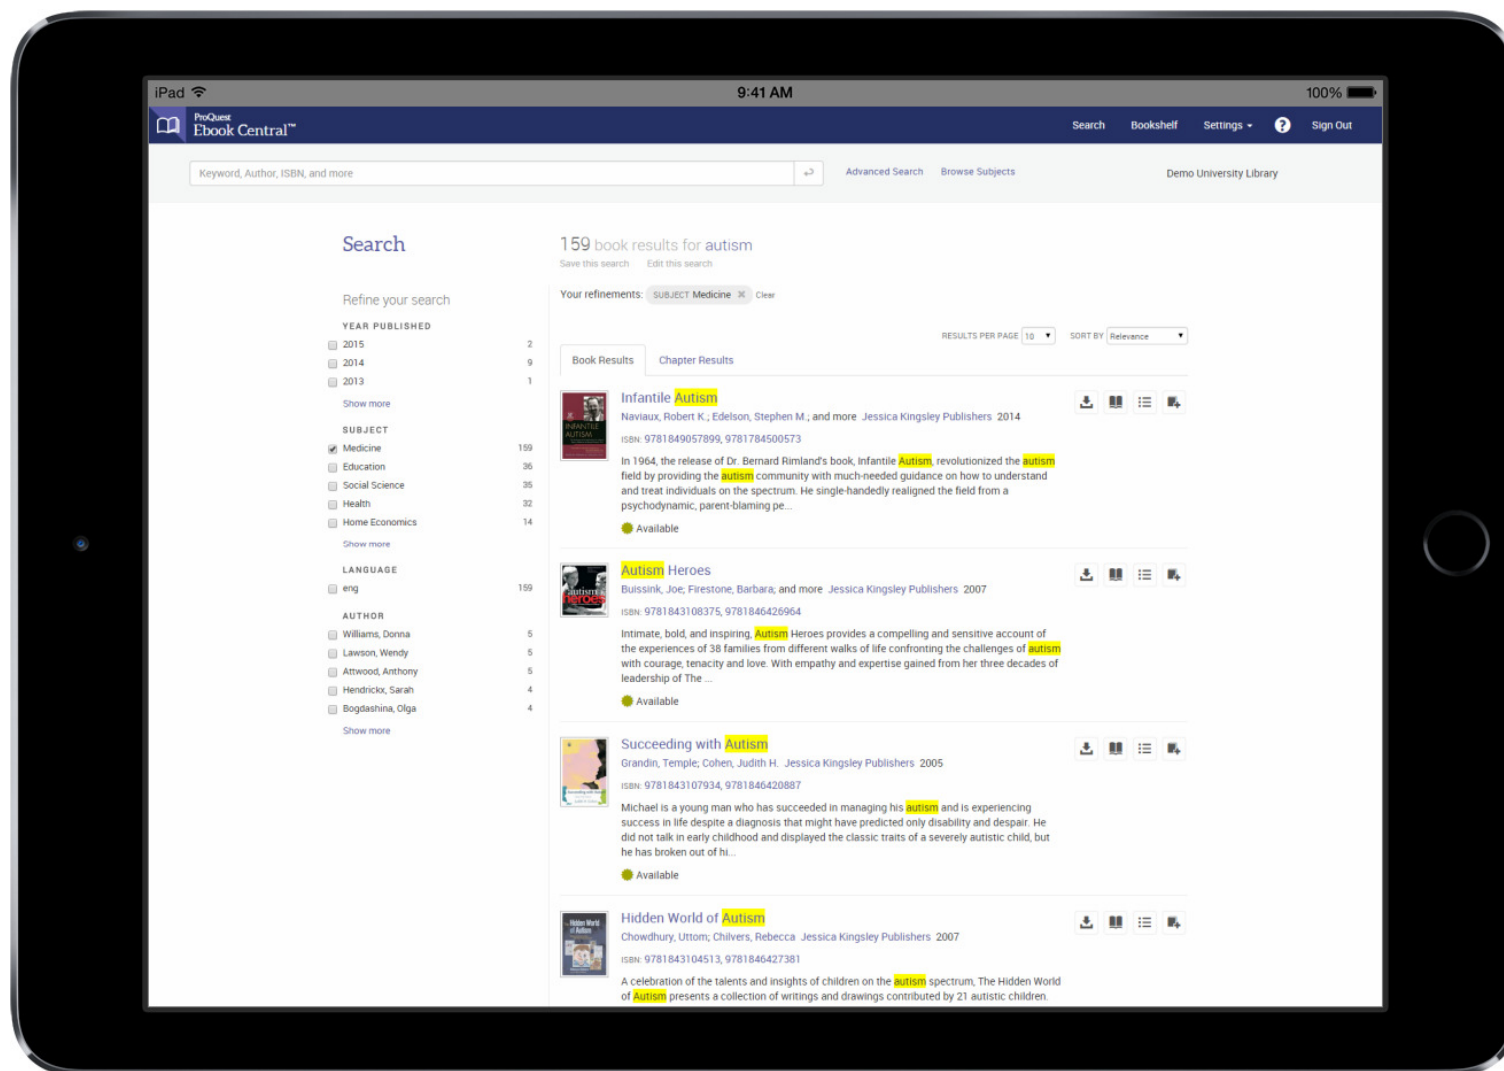 iPad
9:41 AM
100%
ProQuest
Ebook Central™
Search
Bookshelf
Settings
?
Sign Out
Keyword, Author, ISBN, and more
Advanced Search
Browse Subjects
Demo University Library
Search
Refine your search
YEAR PUBLISHED
2015 2
2014 9
2013 1
Show more
SUBJECT
Medicine 159
Education 36
Social Science 35
Health 32
Home Economics 14
Show more
LANGUAGE
eng 159
AUTHOR
Williams, Donna 5
Lawson, Wendy 5
Attwood, Anthony 5
Hendrickx, Sarah 4
Bogdashina, Olga 4
Show more
159 book results for autism
Save this search Edit this search
Your refinements: SUBJECT Medicine ✖ Clear
RESULTS PER PAGE 10 SORT BY Relevance
Book Results Chapter Results
INFANTILE
AUTISM
Infantile Autism
Naviaux, Robert K.; Edelson, Stephen M.; and more Jessica Kingsley Publishers 2014
ISBN: 9781849057899, 9781784500573
In 1964, the release of Dr. Bernard Rimland's book, Infantile Autism, revolutionized the autism
field by providing the autism community with much-needed guidance on how to understand
and treat individuals on the spectrum. He single-handedly realigned the field from a
psychodynamic, parent-blaming pe...
Available
autism
heroes
Autism Heroes
Buissink, Joe; Firestone, Barbara; and more Jessica Kingsley Publishers 2007
ISBN: 9781843108375, 9781846426964
Intimate, bold, and inspiring, Autism Heroes provides a compelling and sensitive account of
the experiences of 38 families from different walks of life confronting the challenges of autism
with courage, tenacity and love. With empathy and expertise gained from her three decades of
leadership of The ...
Available
Succeeding with Autism
Grandin, Temple; Cohen, Judith H. Jessica Kingsley Publishers 2005
ISBN: 9781843107934, 9781846420887
Michael is a young man who has succeeded in managing his autism and is experiencing
success in life despite a diagnosis that might have predicted only disability and despair. He
did not talk in early childhood and displayed the classic traits of a severely autistic child, but
he has broken out of hi...
Available
Hidden World
of Autism
Hidden World of Autism
Chowdhury, Uttom; Chilvers, Rebecca Jessica Kingsley Publishers 2007
ISBN: 9781843104513, 9781846427381
A celebration of the talents and insights of children on the autism spectrum, The Hidden World
of Autism presents a collection of writings and drawings contributed by 21 autistic children.